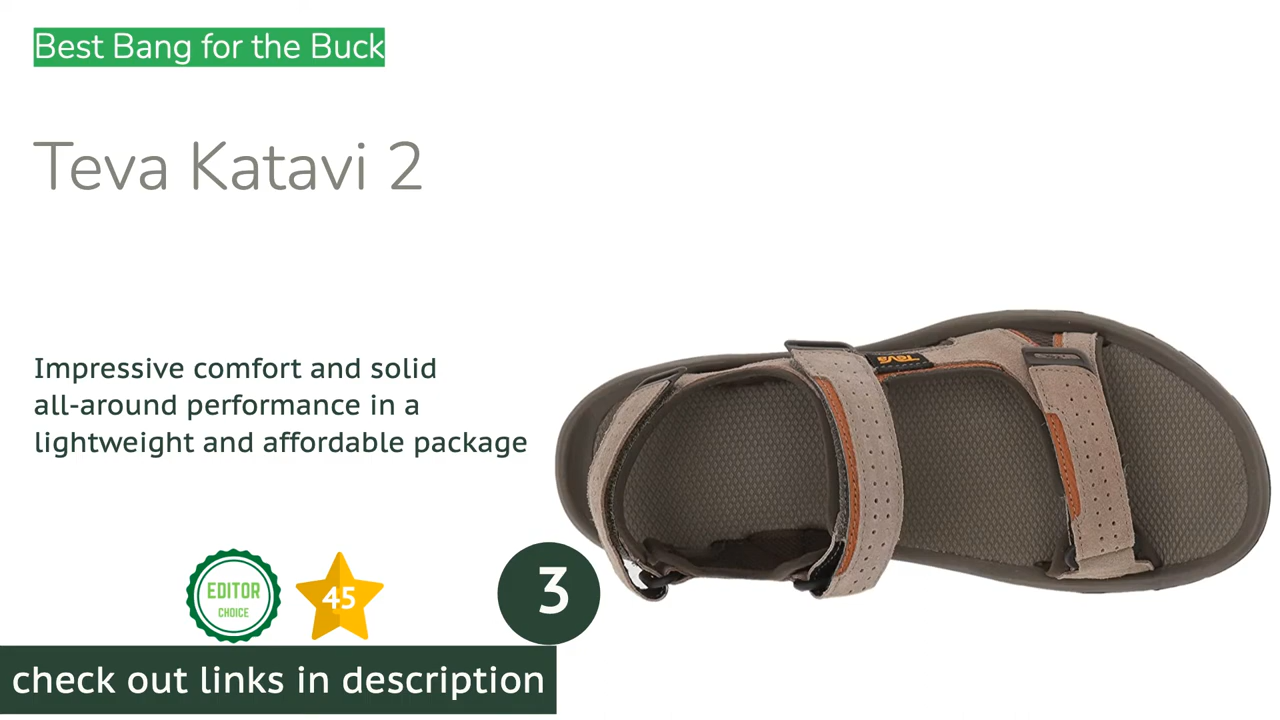 Best Bang for the Buck
Teva Katavi 2
Impressive comfort and solid
all-around performance in a
lightweight and affordable package
TEVA
EDITOR
CHOICE
45
3
check out links in description